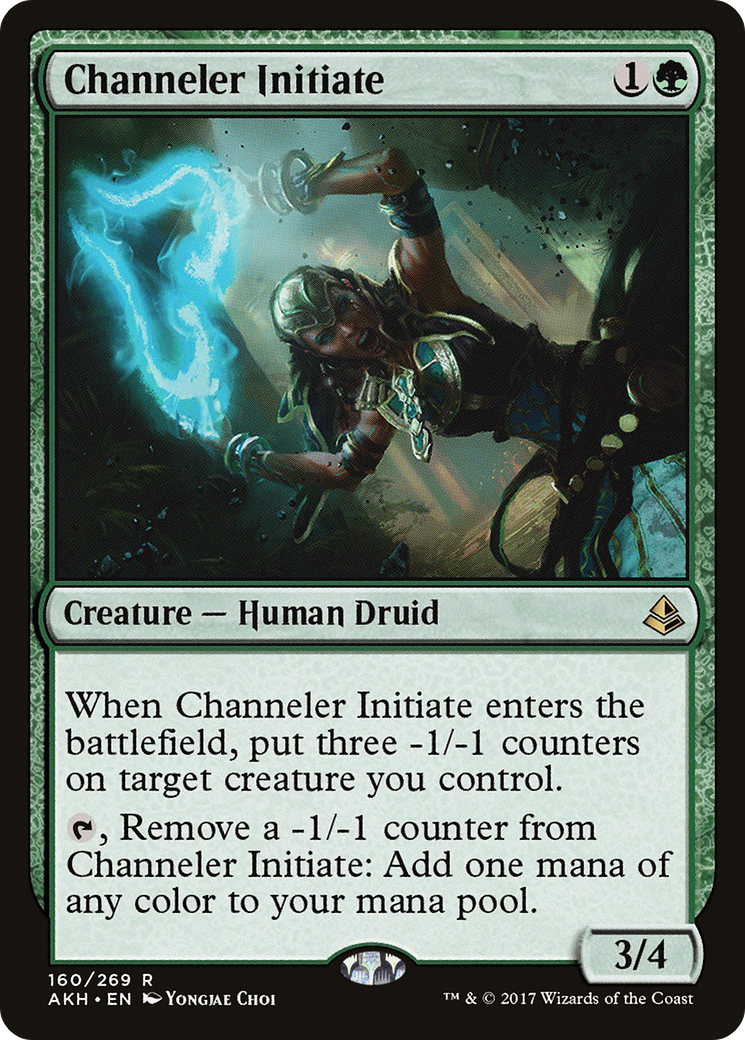 Channeler Initiate 1
Creature — Human Druid
When Channeler Initiate enters the
battlefield, put three -1/-1 counters
on target creature you control.
, Remove a -1/-1 counter from
Channeler Initiate: Add one mana of
any color to your mana pool.
3/4
160/269 R
AKH • EN Yongjae Choi
™ & © 2017 Wizards of the Coast